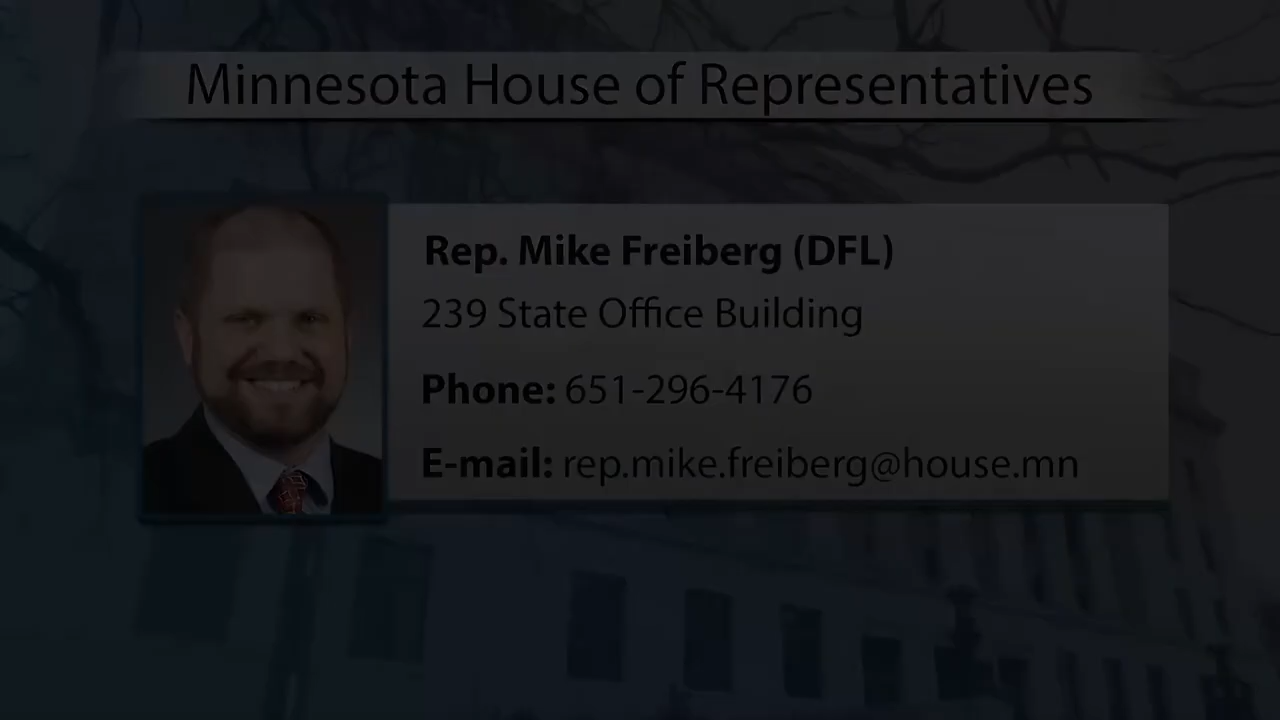 Minnesota House of Representatives
Rep. Mike Freiberg (DFL)
239 State Office Building
Phone: 651-296-4176
E-mail: rep.mike.freiberg@house.mn